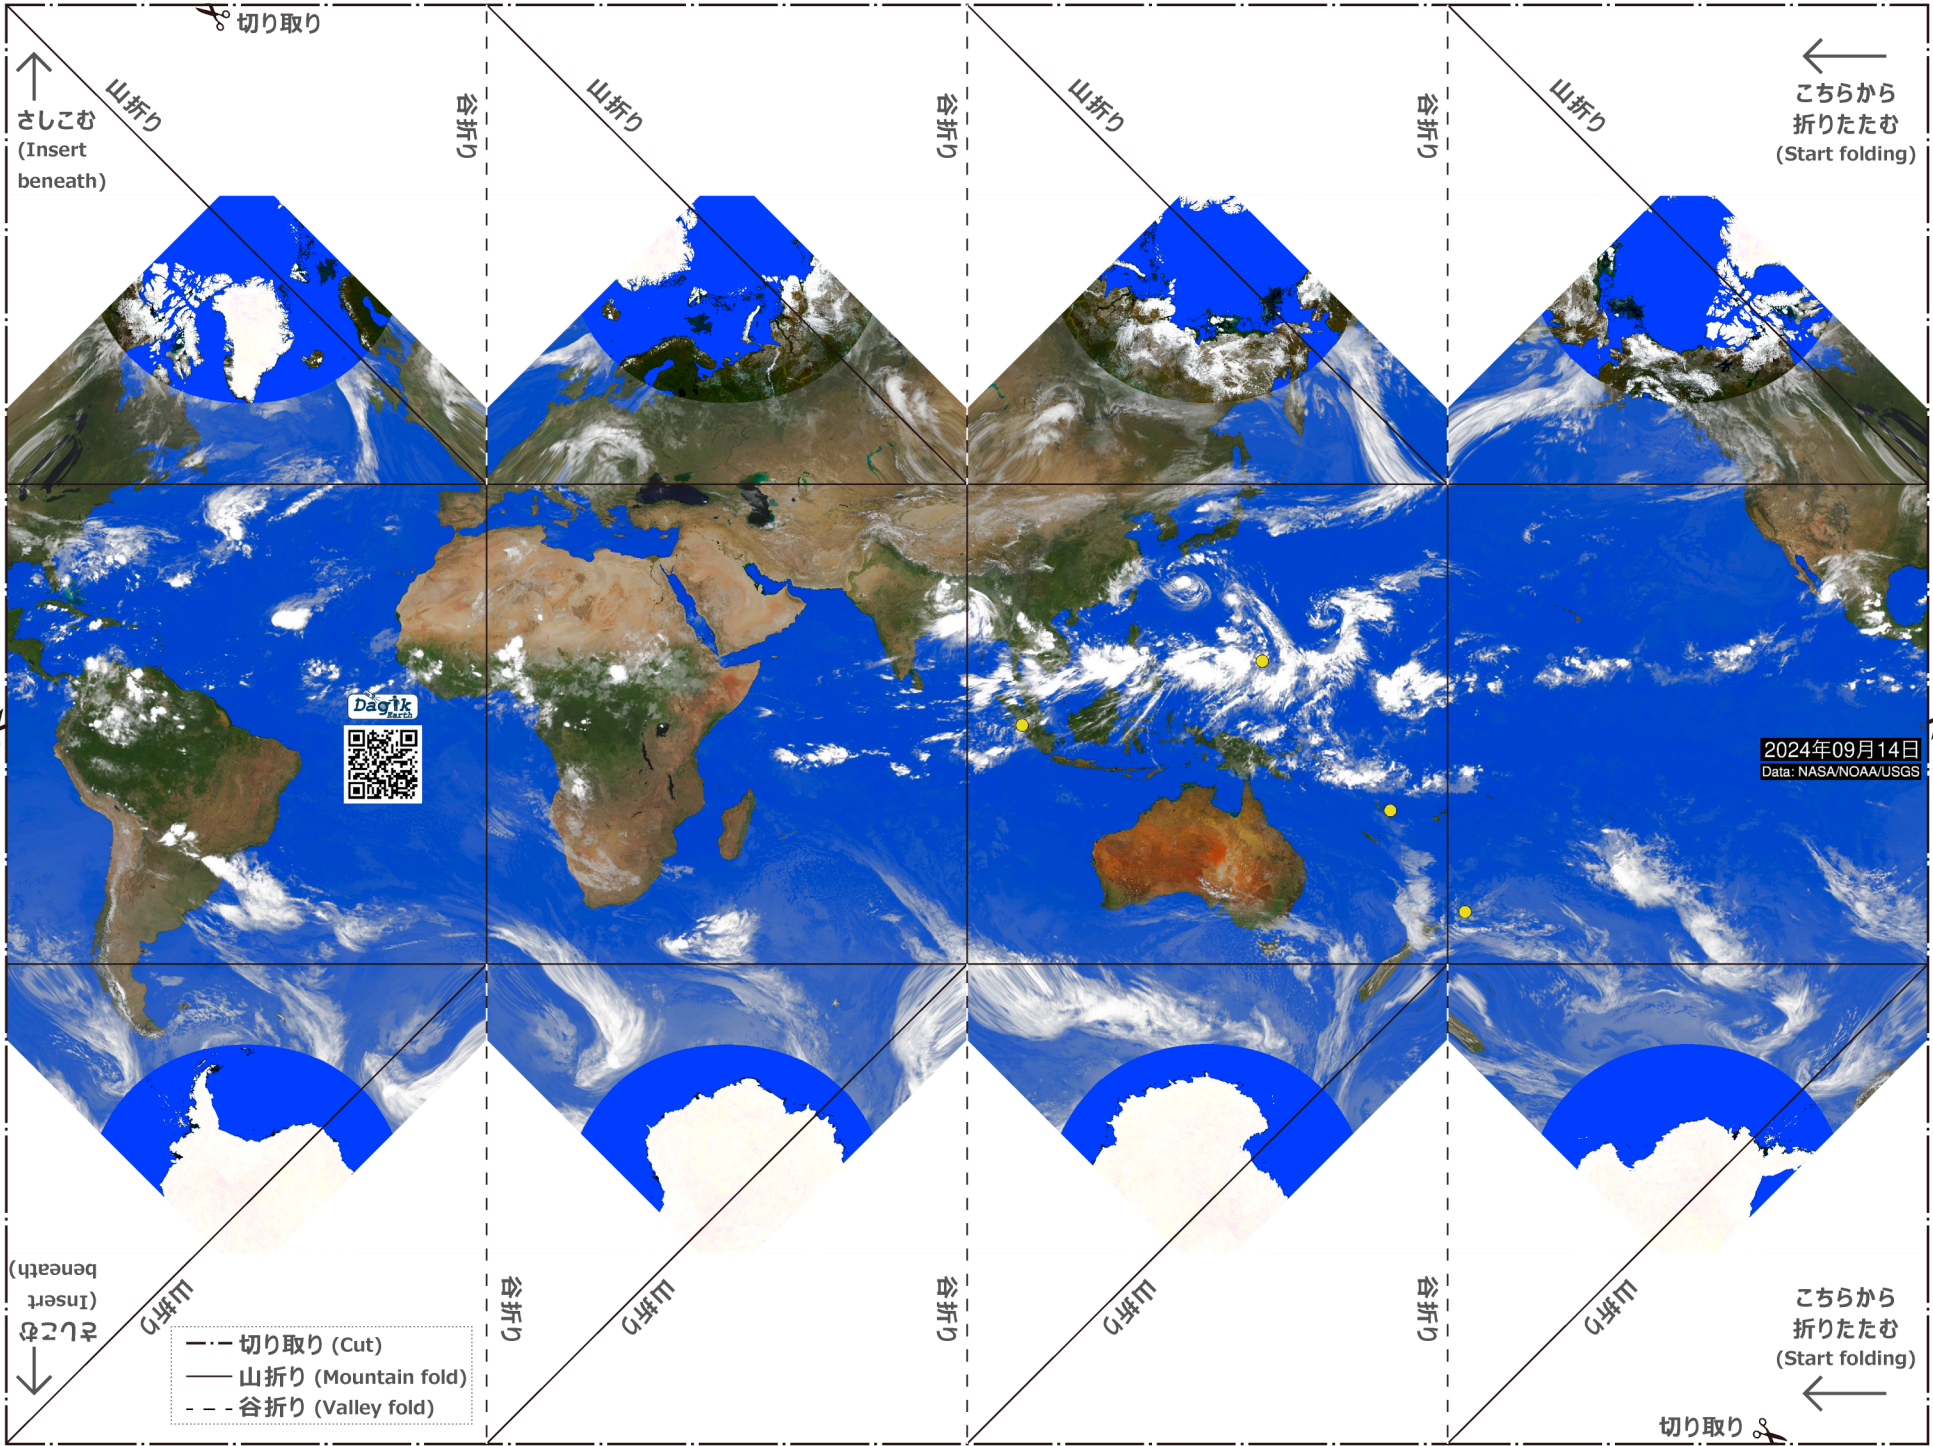 切り取り
山折り
谷折り
山折り
谷折り
山折り
谷折り
山折り
さしこむ
(Insert
beneath)
こちらから
折りたたむ
(Start folding)
Dagik
Earth
2024年09月14日
Data: NASA/NOAA/USGS
さしこむ
(Insert
beneath)
山折り
谷折り
山折り
谷折り
山折り
谷折り
山折り
切り取り (Cut)
山折り (Mountain fold)
谷折り (Valley fold)
こちらから
折りたたむ
(Start folding)
切り取り